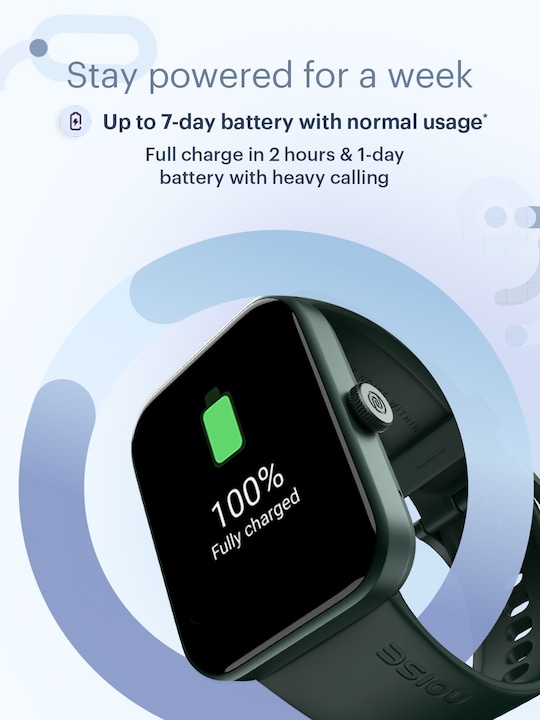 Stay powered for a week
Up to 7-day battery with normal usage*
Full charge in 2 hours & 1-day
battery with heavy calling
100%
Fully charged
noise